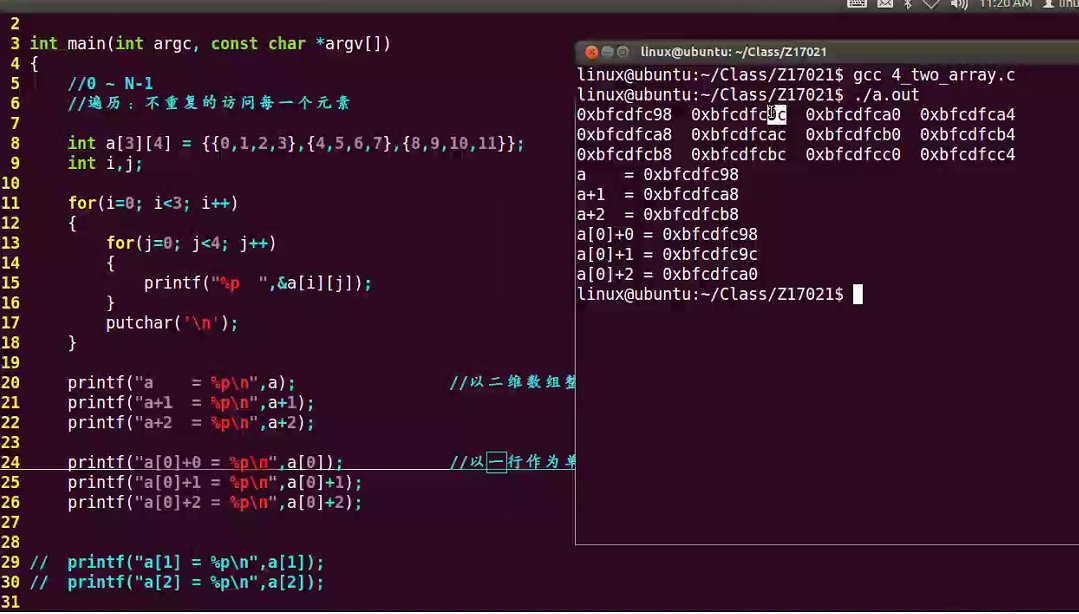 11:20 AM linu
2
3 int main(int argc, const char *argv[])
4 {
5 //0 ~ N-1
6 //遍历：不重复的访问每一个元素
7
8 int a[3][4] = {{0,1,2,3},{4,5,6,7},{8,9,10,11}};
9 int i,j;
10
11 for(i=0; i<3; i++)
12 {
13 for(j=0; j<4; j++)
14 {
15 printf("%p  ",&a[i][j]);
16 }
17 putchar('\n');
18 }
19
20 printf("a    = %p\n",a); //以二维数组整
21 printf("a+1  = %p\n",a+1);
22 printf("a+2  = %p\n",a+2);
23
24 printf("a[0]+0 = %p\n",a[0]); //以一行作为单
25 printf("a[0]+1 = %p\n",a[0]+1);
26 printf("a[0]+2 = %p\n",a[0]+2);
27
28
29 //  printf("a[1] = %p\n",a[1]);
30 //  printf("a[2] = %p\n",a[2]);
31
linux@ubuntu: ~/Class/Z17021
linux@ubuntu:~/Class/Z17021$ gcc 4_two_array.c
linux@ubuntu:~/Class/Z17021$ ./a.out
0xbfcdfc98  0xbfcdfc9c  0xbfcdfca0  0xbfcdfca4
0xbfcdfca8  0xbfcdfcac  0xbfcdfcb0  0xbfcdfcb4
0xbfcdfcb8  0xbfcdfcbc  0xbfcdfcc0  0xbfcdfcc4
a    = 0xbfcdfc98
a+1  = 0xbfcdfca8
a+2  = 0xbfcdfcb8
a[0]+0 = 0xbfcdfc98
a[0]+1 = 0xbfcdfc9c
a[0]+2 = 0xbfcdfca0
linux@ubuntu:~/Class/Z17021$